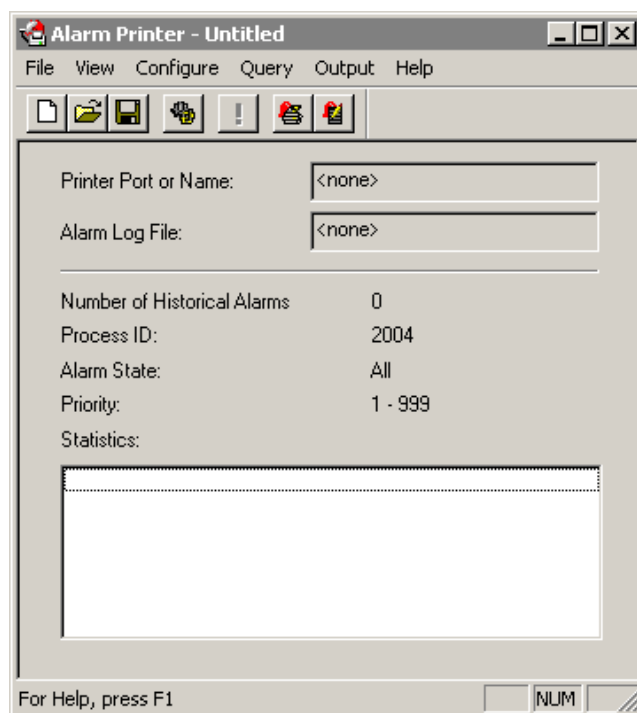 Alarm Printer - Untitled
File View Configure Query Output Help
Printer Port or Name: <none>
Alarm Log File: <none>
Number of Historical Alarms 0
Process ID: 2004
Alarm State: All
Priority: 1 - 999
Statistics:
For Help, press F1 NUM